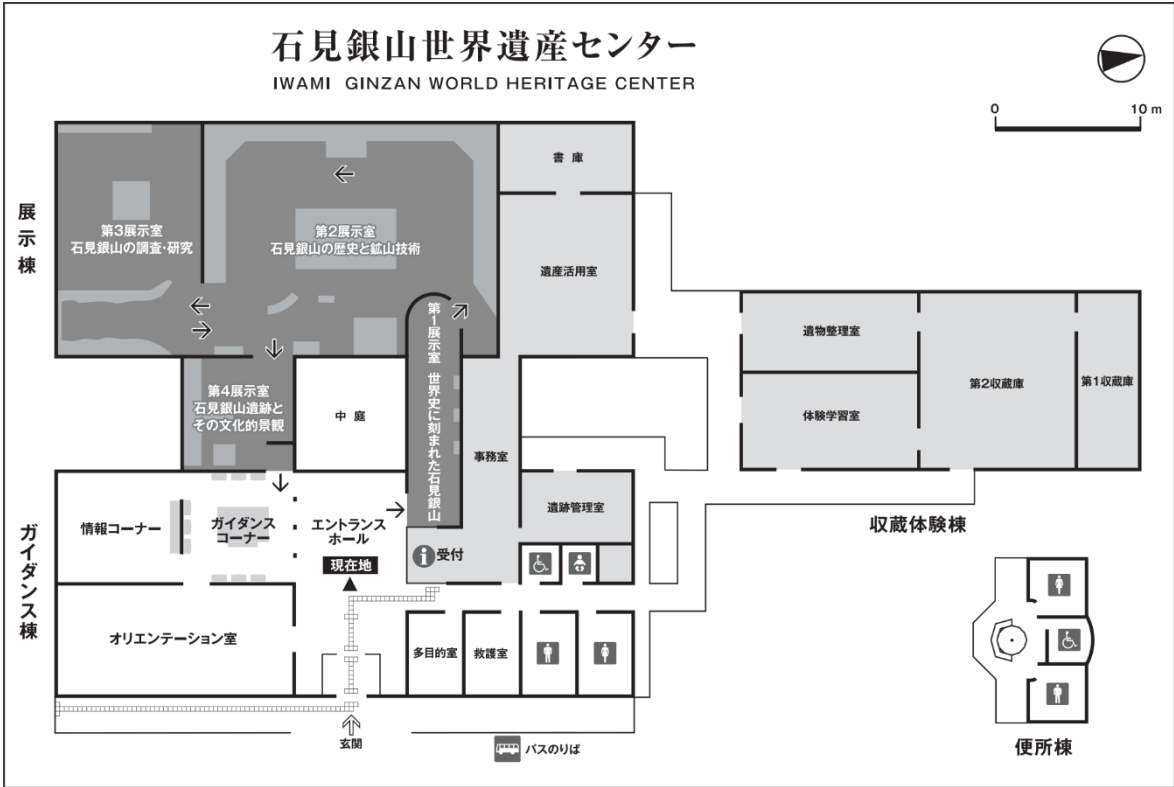 石見銀山世界遺産センター
IWAMI GINZAN WORLD HERITAGE CENTER
0
10 m
展示棟
書庫
第3展示室
石見銀山の調査・研究
第2展示室
石見銀山の歴史と鉱山技術
遺産活用室
第1展示室 世界史に刻まれた石見銀山
遺物整理室
第2収蔵庫
第1収蔵庫
体験学習室
第4展示室
石見銀山遺跡と
その文化的景観
中庭
事務室
遺跡管理室
収蔵体験棟
ガイダンス棟
情報コーナー
ガイダンス
コーナー
エントランス
ホール
現在地
i 受付
オリエンテーション室
多目的室
救護室
玄関
バスのりば
便所棟